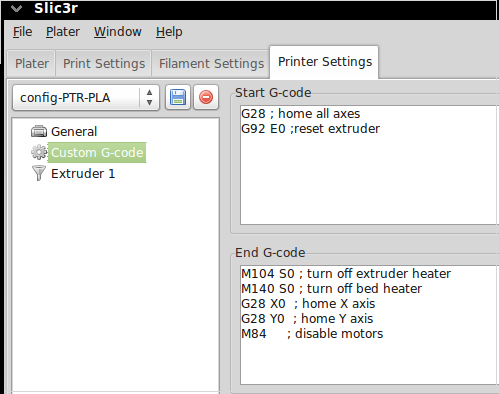 Slic3r
File Plater Window Help
Plater Print Settings Filament Settings Printer Settings
config-PTR-PLA
General
Custom G-code
Extruder 1
Start G-code
G28 ; home all axes
G92 E0 ;reset extruder
End G-code
M104 S0 ; turn off extruder heater
M140 S0 ; turn off bed heater
G28 X0  ; home X axis
G28 Y0  ; home Y axis
M84     ; disable motors